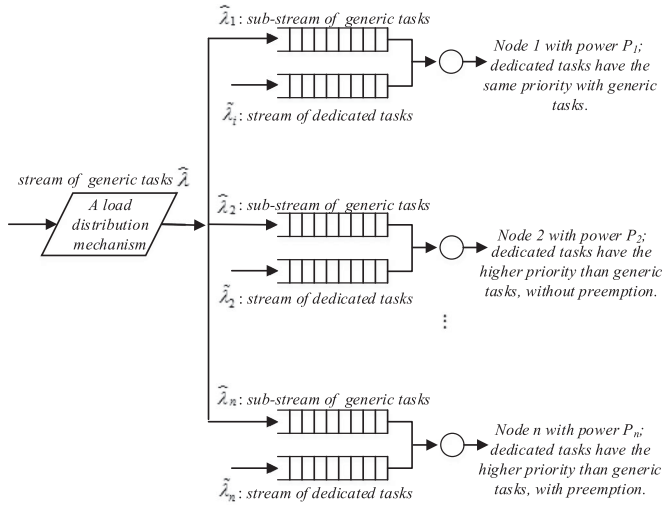 λ̂1: sub-stream of generic tasks
Node 1 with power P1;
dedicated tasks have the
same priority with generic
tasks.
λ̃i: stream of dedicated tasks
stream of generic tasks λ̂
A load
distribution
mechanism
λ̂2: sub-stream of generic tasks
Node 2 with power P2;
dedicated tasks have the
higher priority than generic
tasks, without preemption.
λ̃2: stream of dedicated tasks
⋮
λ̂n: sub-stream of generic tasks
Node n with power Pn;
dedicated tasks have the
higher priority than generic
tasks, with preemption.
λ̃n: stream of dedicated tasks